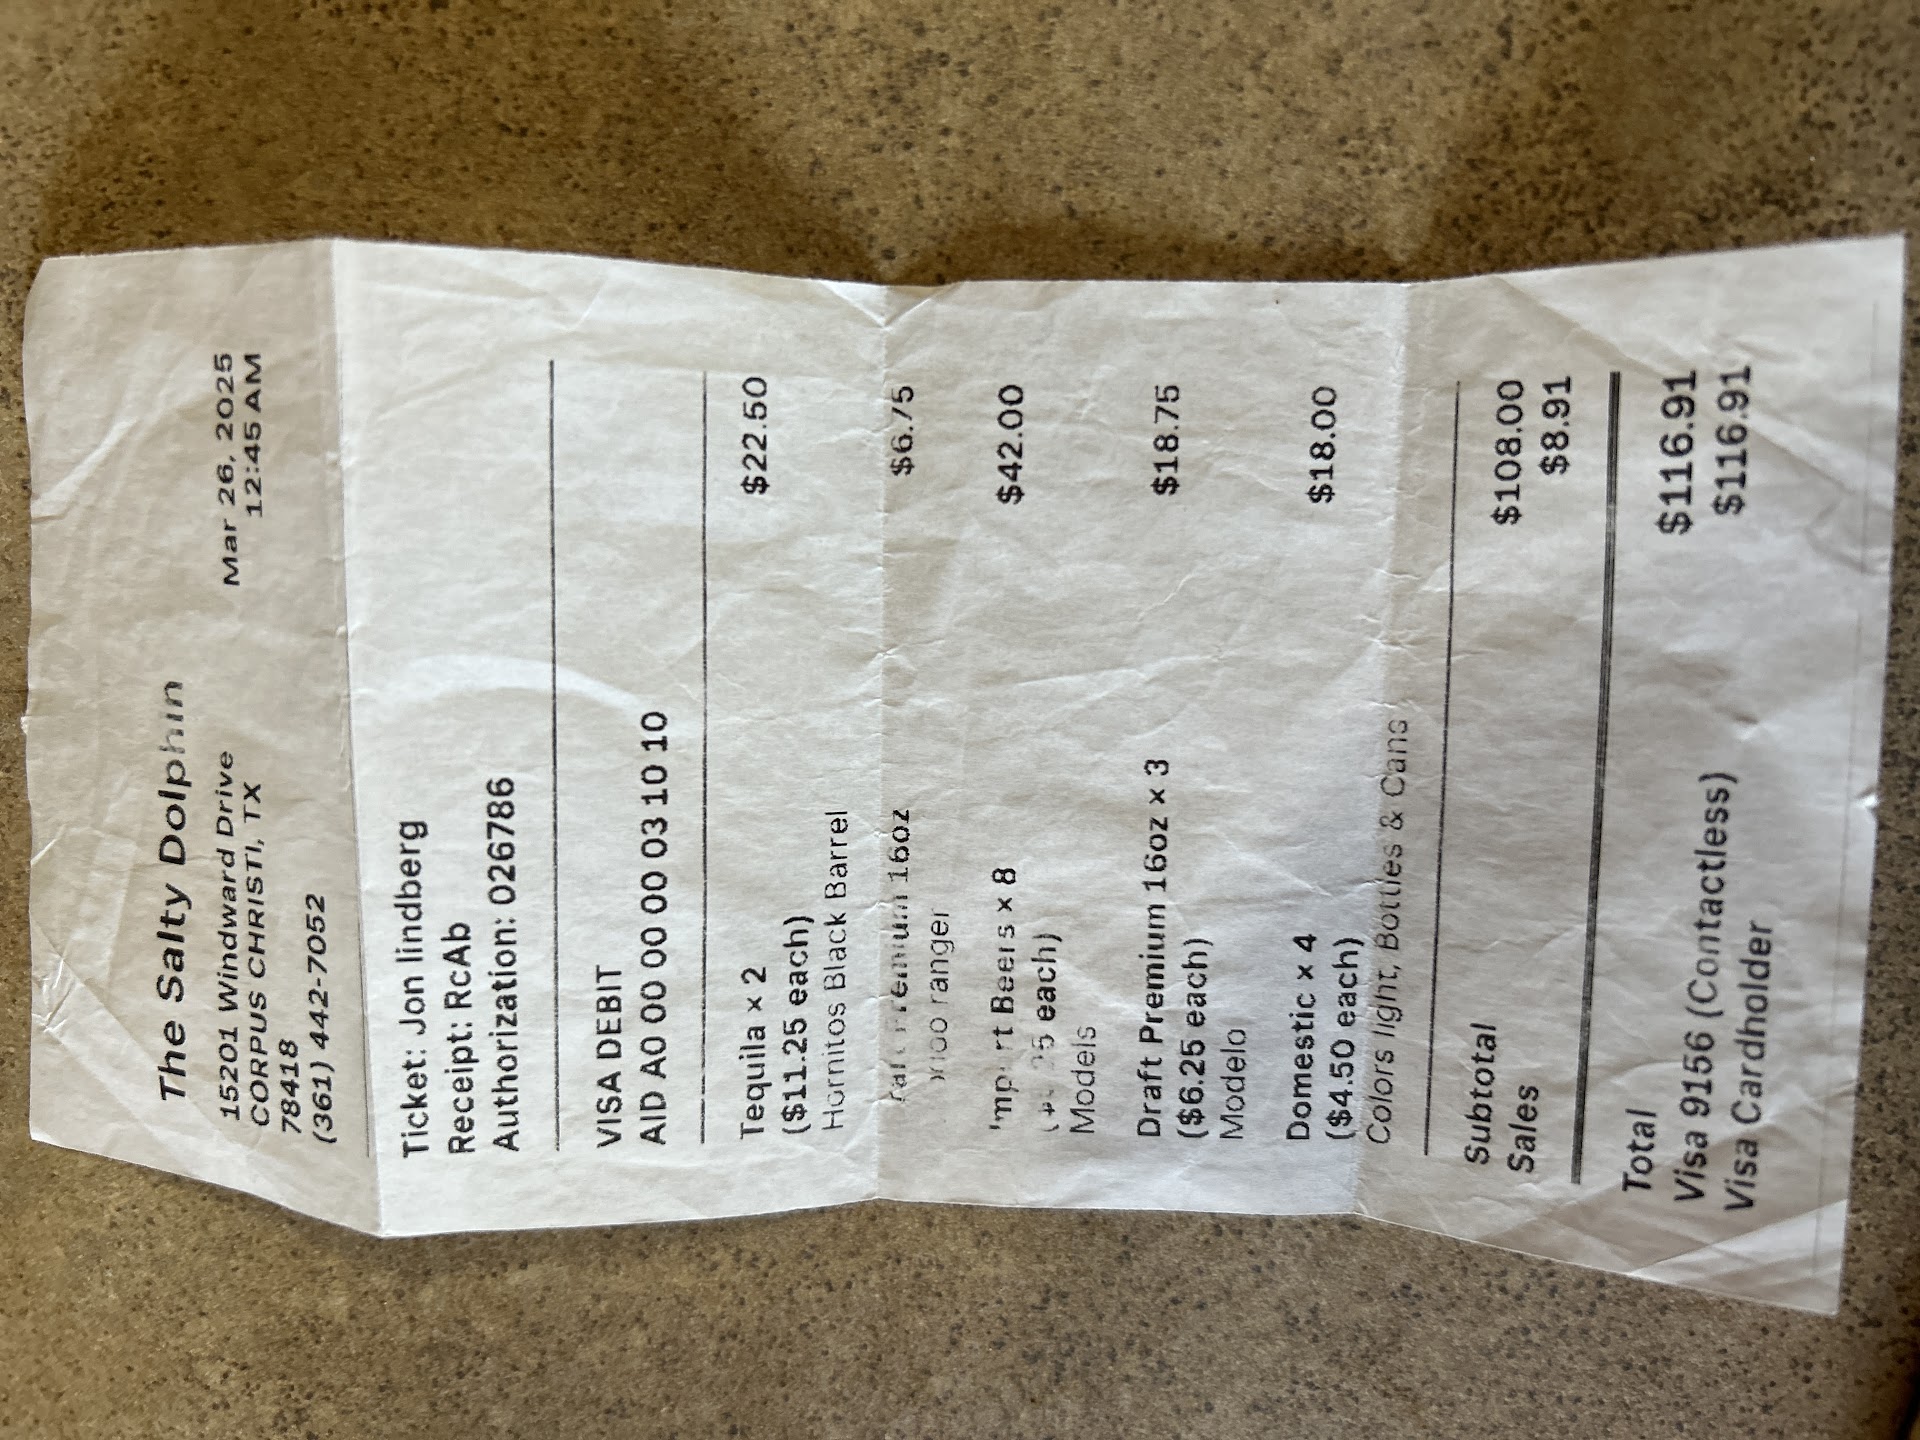 The Salty Dolphin
15201 Windward Drive
CORPUS CHRISTI, TX
78418
(361) 442-7052
Mar 26, 2025
12:45 AM
Ticket: Jon lindberg
Receipt: RcAb
Authorization: 026786
VISA DEBIT
AID A0 00 00 00 03 10 10
Tequila x 2 $22.50
($11.25 each)
Hornitos Black Barrel
Premium 16oz $6.75
ranger
Beers x 8 $42.00
each)
Models
Draft Premium 16oz x 3 $18.75
($6.25 each)
Modelo
Domestic x 4 $18.00
($4.50 each)
Colors light, Bottles & Cans
Subtotal $108.00
Sales $8.91
Total $116.91
Visa 9156 (Contactless) $116.91
Visa Cardholder